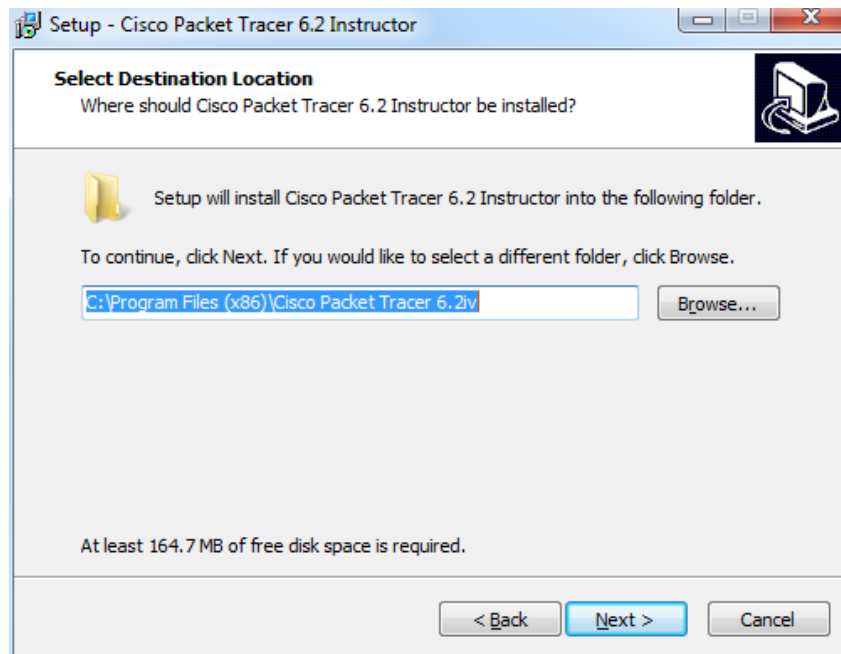 Setup - Cisco Packet Tracer 6.2 Instructor
Select Destination Location
Where should Cisco Packet Tracer 6.2 Instructor be installed?
Setup will install Cisco Packet Tracer 6.2 Instructor into the following folder.
To continue, click Next. If you would like to select a different folder, click Browse.
C:\Program Files (x86)\Cisco Packet Tracer 6.2iv
Browse...
At least 164.7 MB of free disk space is required.
< Back Next > Cancel